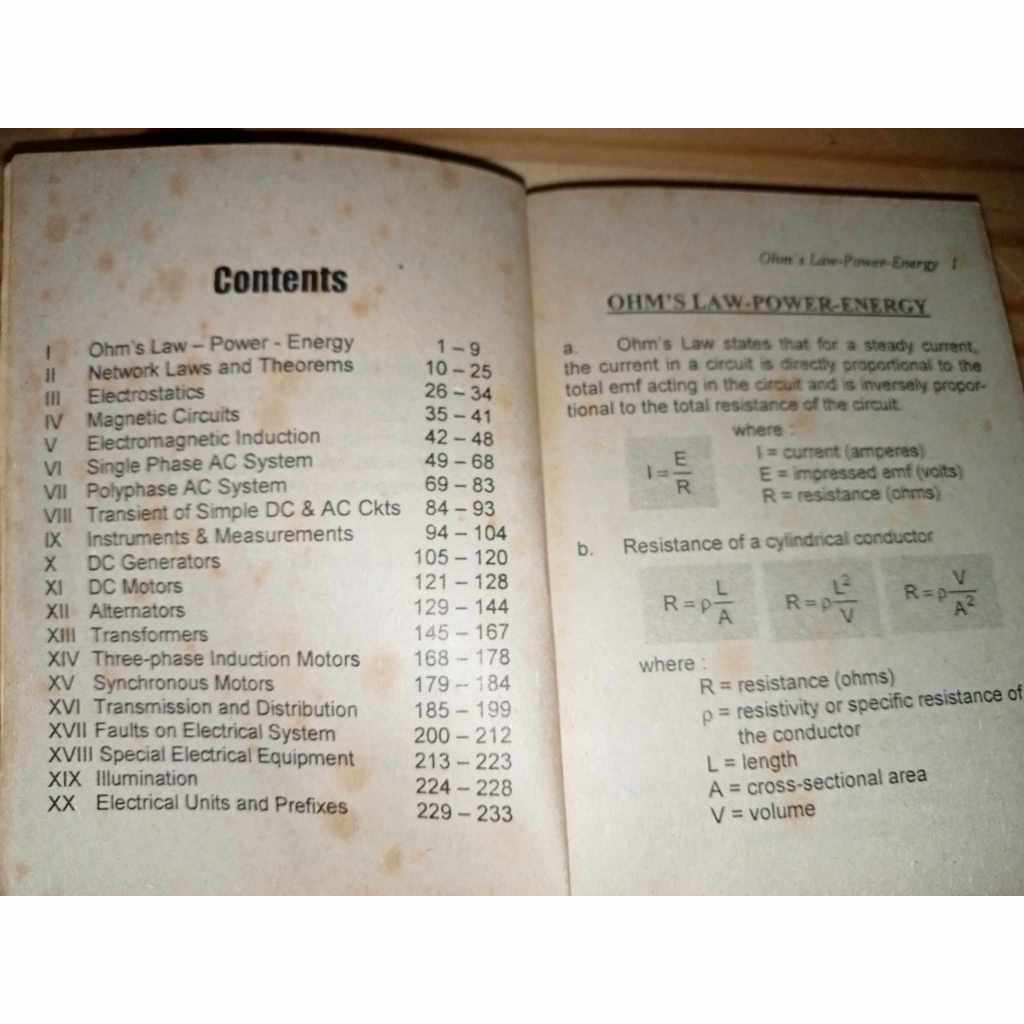 Contents
I Ohm's Law – Power - Energy 1 – 9
II Network Laws and Theorems 10 – 25
III Electrostatics 26 – 34
IV Magnetic Circuits 35 – 41
V Electromagnetic Induction 42 – 48
VI Single Phase AC System 49 – 68
VII Polyphase AC System 69 – 83
VIII Transient of Simple DC & AC Ckts 84 – 93
IX Instruments & Measurements 94 – 104
X DC Generators 105 – 120
XI DC Motors 121 – 128
XII Alternators 129 – 144
XIII Transformers 145 – 167
XIV Three-phase Induction Motors 168 – 178
XV Synchronous Motors 179 – 184
XVI Transmission and Distribution 185 – 199
XVII Faults on Electrical System 200 – 212
XVIII Special Electrical Equipment 213 – 223
XIX Illumination 224 – 228
XX Electrical Units and Prefixes 229 – 233
Ohm's Law-Power-Energy 1
OHM'S LAW-POWER-ENERGY
a. Ohm's Law states that for a steady current,
the current in a circuit is directly proportional to the
total emf acting in the circuit and is inversely propor-
tional to the total resistance of the circuit.
where :
I = E/R
I = current (amperes)
E = impressed emf (volts)
R = resistance (ohms)
b. Resistance of a cylindrical conductor
R = ρ L/A R = ρ L²/V R = ρ V/A²
where :
R = resistance (ohms)
ρ = resistivity or specific resistance of
the conductor
L = length
A = cross-sectional area
V = volume